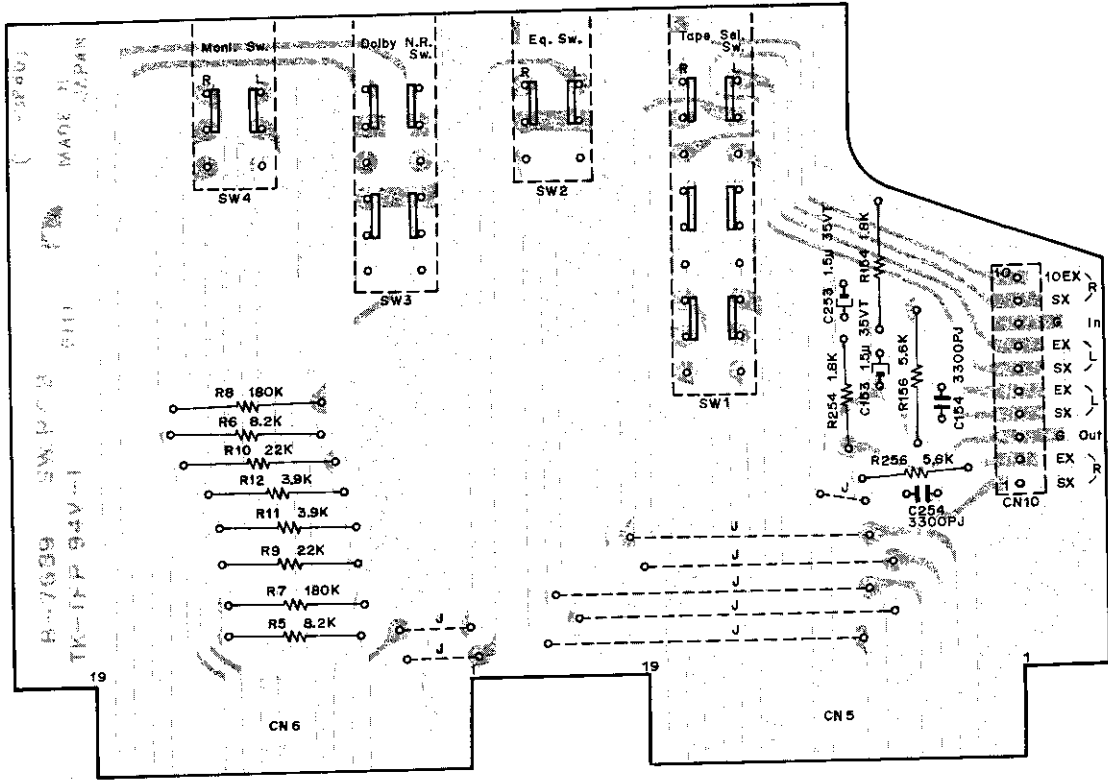 Moni. Sw.
R L
SW4
Dolby N.R.
Sw.
SW3
Eq. Sw.
R L
SW2
Tape Sel.
Sw.
R L
SW1
MADE IN JAPAN
SW.P.C.B
TK-1FP 94V-1
C253 1.5μ 35VT
R154 1.8K
R254 1.8K
C153 1.5μ 35VT
R156 5.6K
C154 3300PJ
R256 5.6K
C254
3300PJ
10
10EX
SX
R
G In
EX
SX
L
EX
SX
L
G Out
EX
1 SX
R
CN10
R8 180K
R6 8.2K
R10 22K
R12 3.9K
R11 3.9K
R9 22K
R7 180K
R5 8.2K
J
J
J
J
J
J
J
J
19
CN6
19
1
CN5